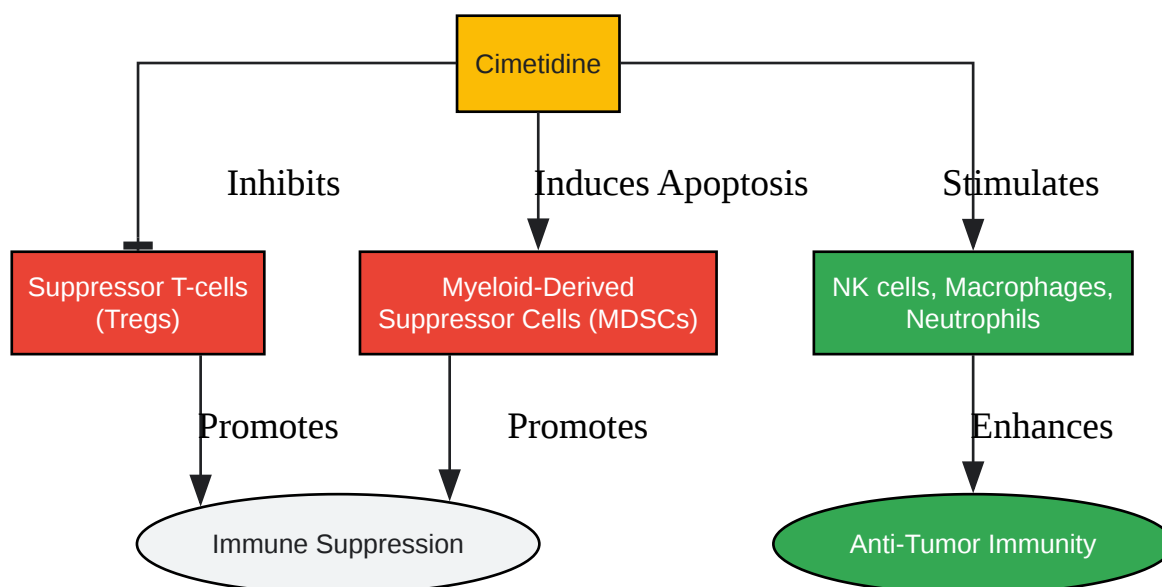 Cimetidine
Inhibits
Induces Apoptosis
Stimulates
Suppressor T-cells
(Tregs)
Myeloid-Derived
Suppressor Cells (MDSCs)
NK cells, Macrophages,
Neutrophils
Promotes
Promotes
Enhances
Immune Suppression
Anti-Tumor Immunity